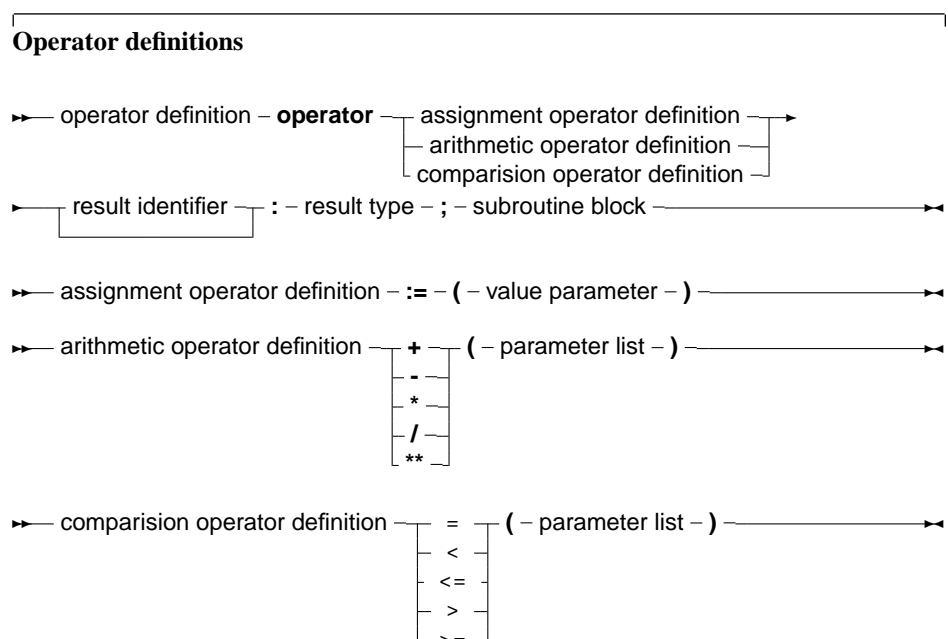 Operator definitions
operator definition – operator assignment operator definition
arithmetic operator definition
comparision operator definition
result identifier : – result type – ; – subroutine block
assignment operator definition – := – ( – value parameter – )
arithmetic operator definition + ( – parameter list – )
-
*
/
**
comparision operator definition = ( – parameter list – )
<
<=
>
>=